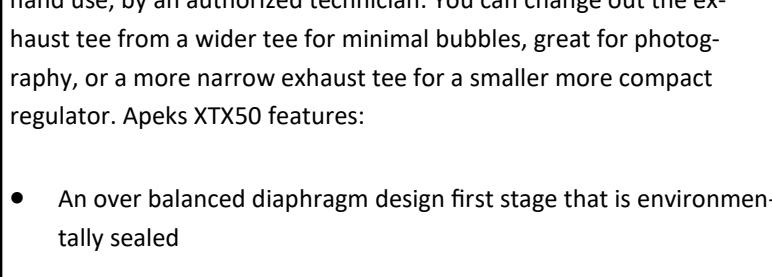 hand use, by an authorized technician. You can change out the ex-
haust tee from a wider tee for minimal bubbles, great for photog-
raphy, or a more narrow exhaust tee for a smaller more compact
regulator. Apeks XTX50 features:
• An over balanced diaphragm design first stage that is environmen-
tally sealed